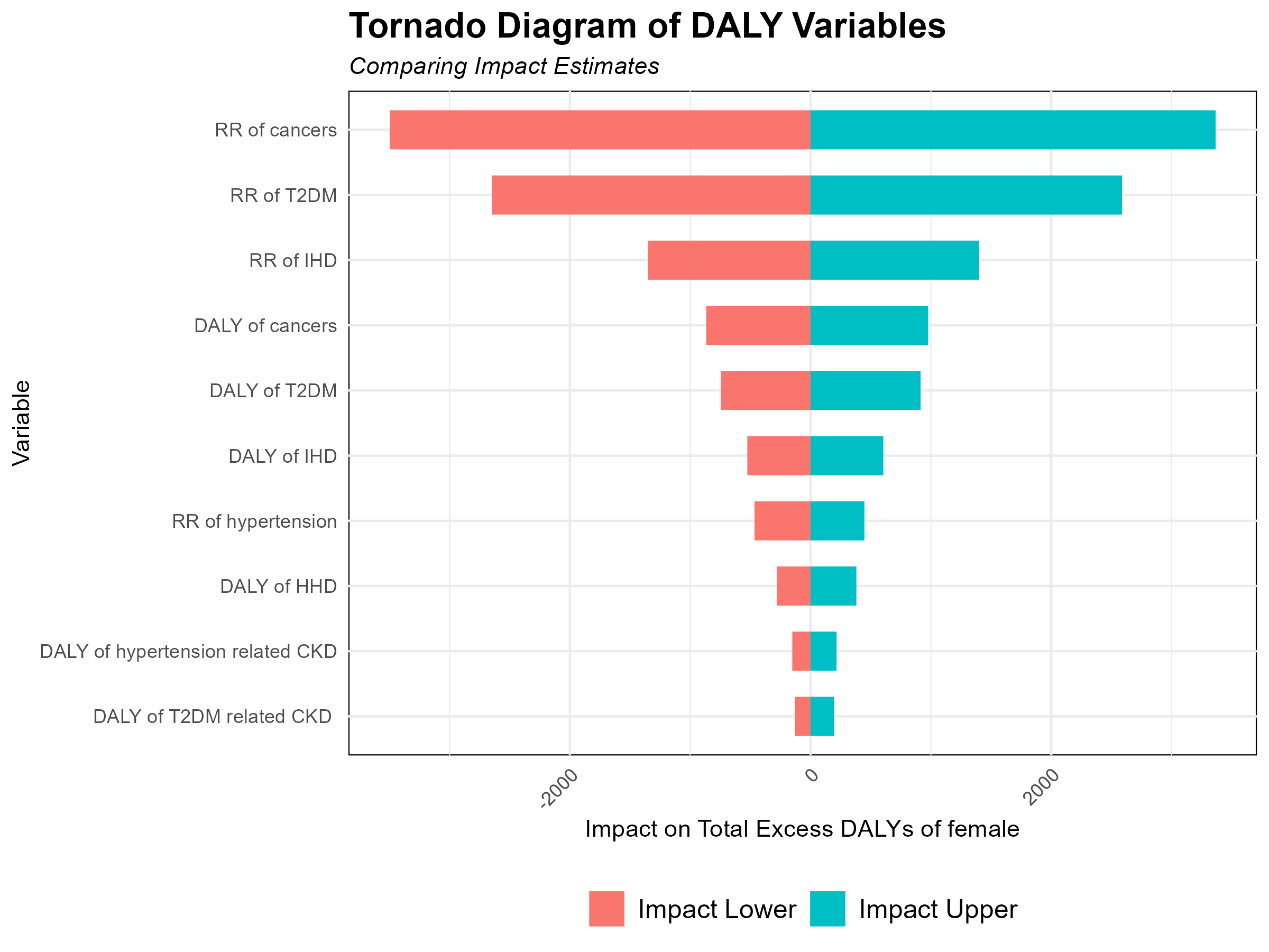 Tornado Diagram of DALY Variables
Comparing Impact Estimates
Variable
RR of cancers
RR of T2DM
RR of IHD
DALY of cancers
DALY of T2DM
DALY of IHD
RR of hypertension
DALY of HHD
DALY of hypertension related CKD
DALY of T2DM related CKD
-2000 0 2000
Impact on Total Excess DALYs of female
Impact Lower Impact Upper